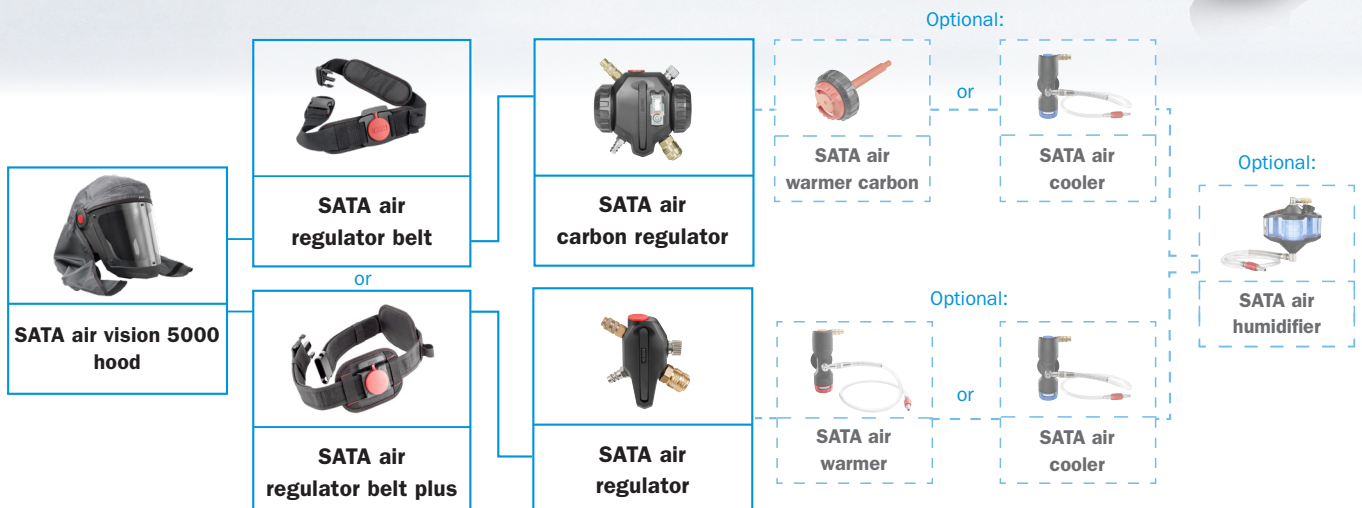 Optional:
or
SATA air
regulator belt
SATA air
carbon regulator
SATA air
warmer carbon
SATA air
cooler
Optional:
SATA air
humidifier
SATA air vision 5000
hood
or
Optional:
or
SATA air
regulator belt plus
SATA air
regulator
SATA air
warmer
SATA air
cooler